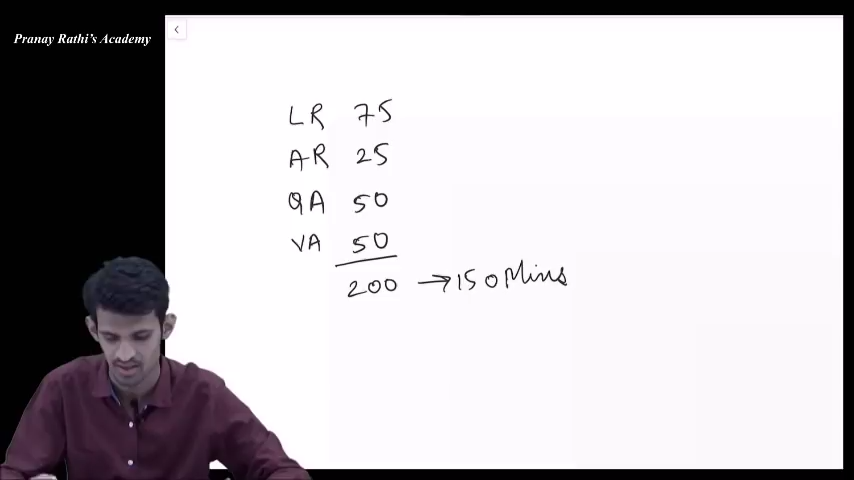 Pranay Rathi's Academy
LR 75
AR 25
QA 50
VA 50
200 → 150 Mins